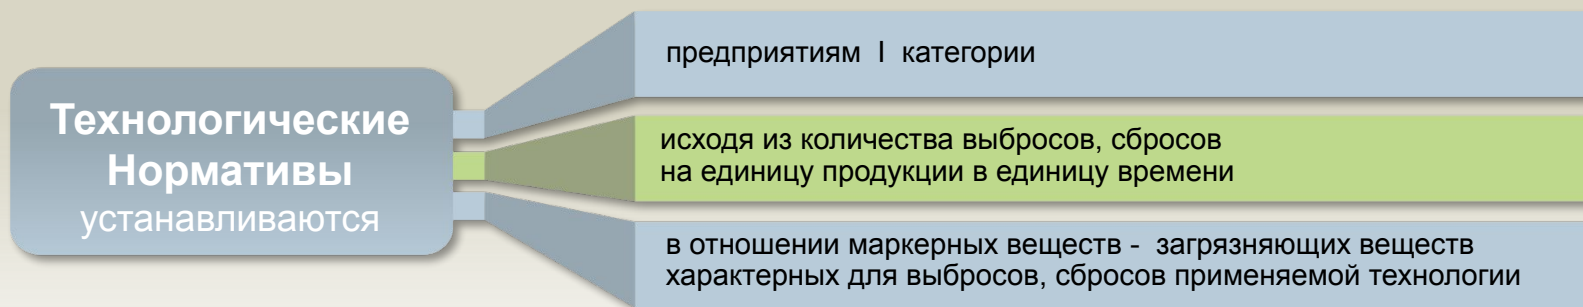 Технологические
Нормативы
устанавливаются
предприятиям I категории
исходя из количества выбросов, сбросов
на единицу продукции в единицу времени
в отношении маркерных веществ - загрязняющих веществ
характерных для выбросов, сбросов применяемой технологии